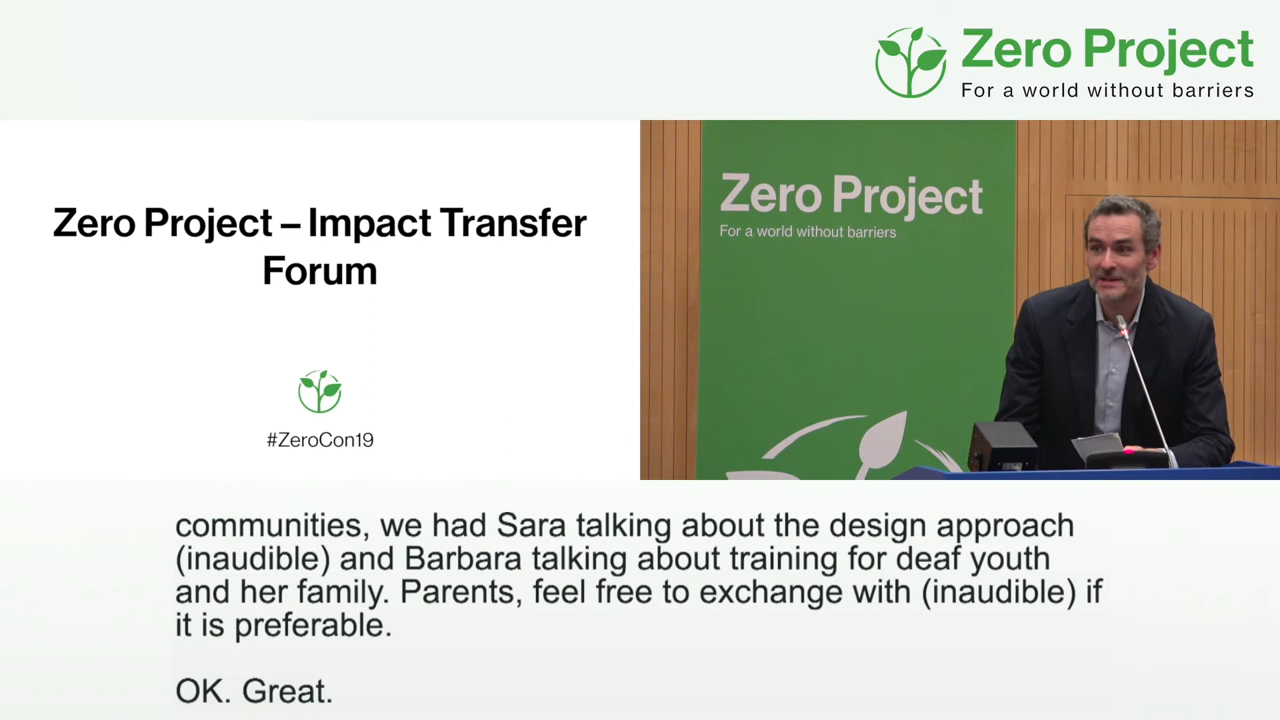 Zero Project
For a world without barriers
Zero Project – Impact Transfer
Forum
#ZeroCon19
Zero Project
For a world without barriers
communities, we had Sara talking about the design approach
(inaudible) and Barbara talking about training for deaf youth
and her family. Parents, feel free to exchange with (inaudible) if
it is preferable.
OK. Great.